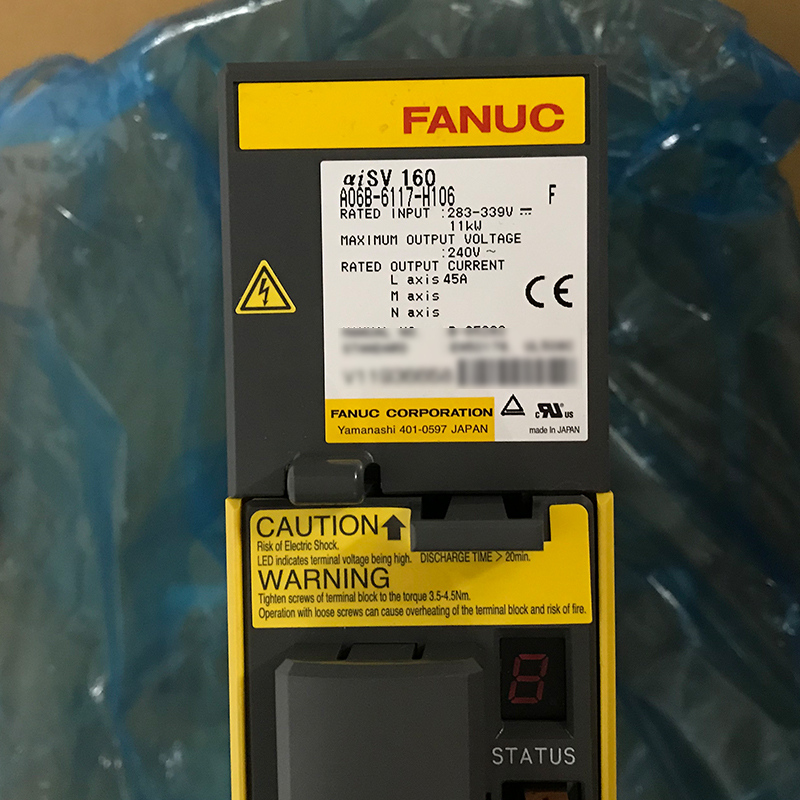 FANUC
αiSV 160
A06B-6117-H106 F
RATED INPUT :283-339V ⎓
11kW
MAXIMUM OUTPUT VOLTAGE
:240V ~
RATED OUTPUT CURRENT
L axis 45A
M axis
N axis
CE
FANUC CORPORATION
Yamanashi 401-0597 JAPAN
c RU us
made In JAPAN
CAUTION
Risk of Electric Shock.
LED indicates terminal voltage being high. DISCHARGE TIME > 20min.
WARNING
Tighten screws of terminal block to the torque 3.5-4.5Nm.
Operation with loose screws can cause overheating of the terminal block and risk of fire.
8
STATUS